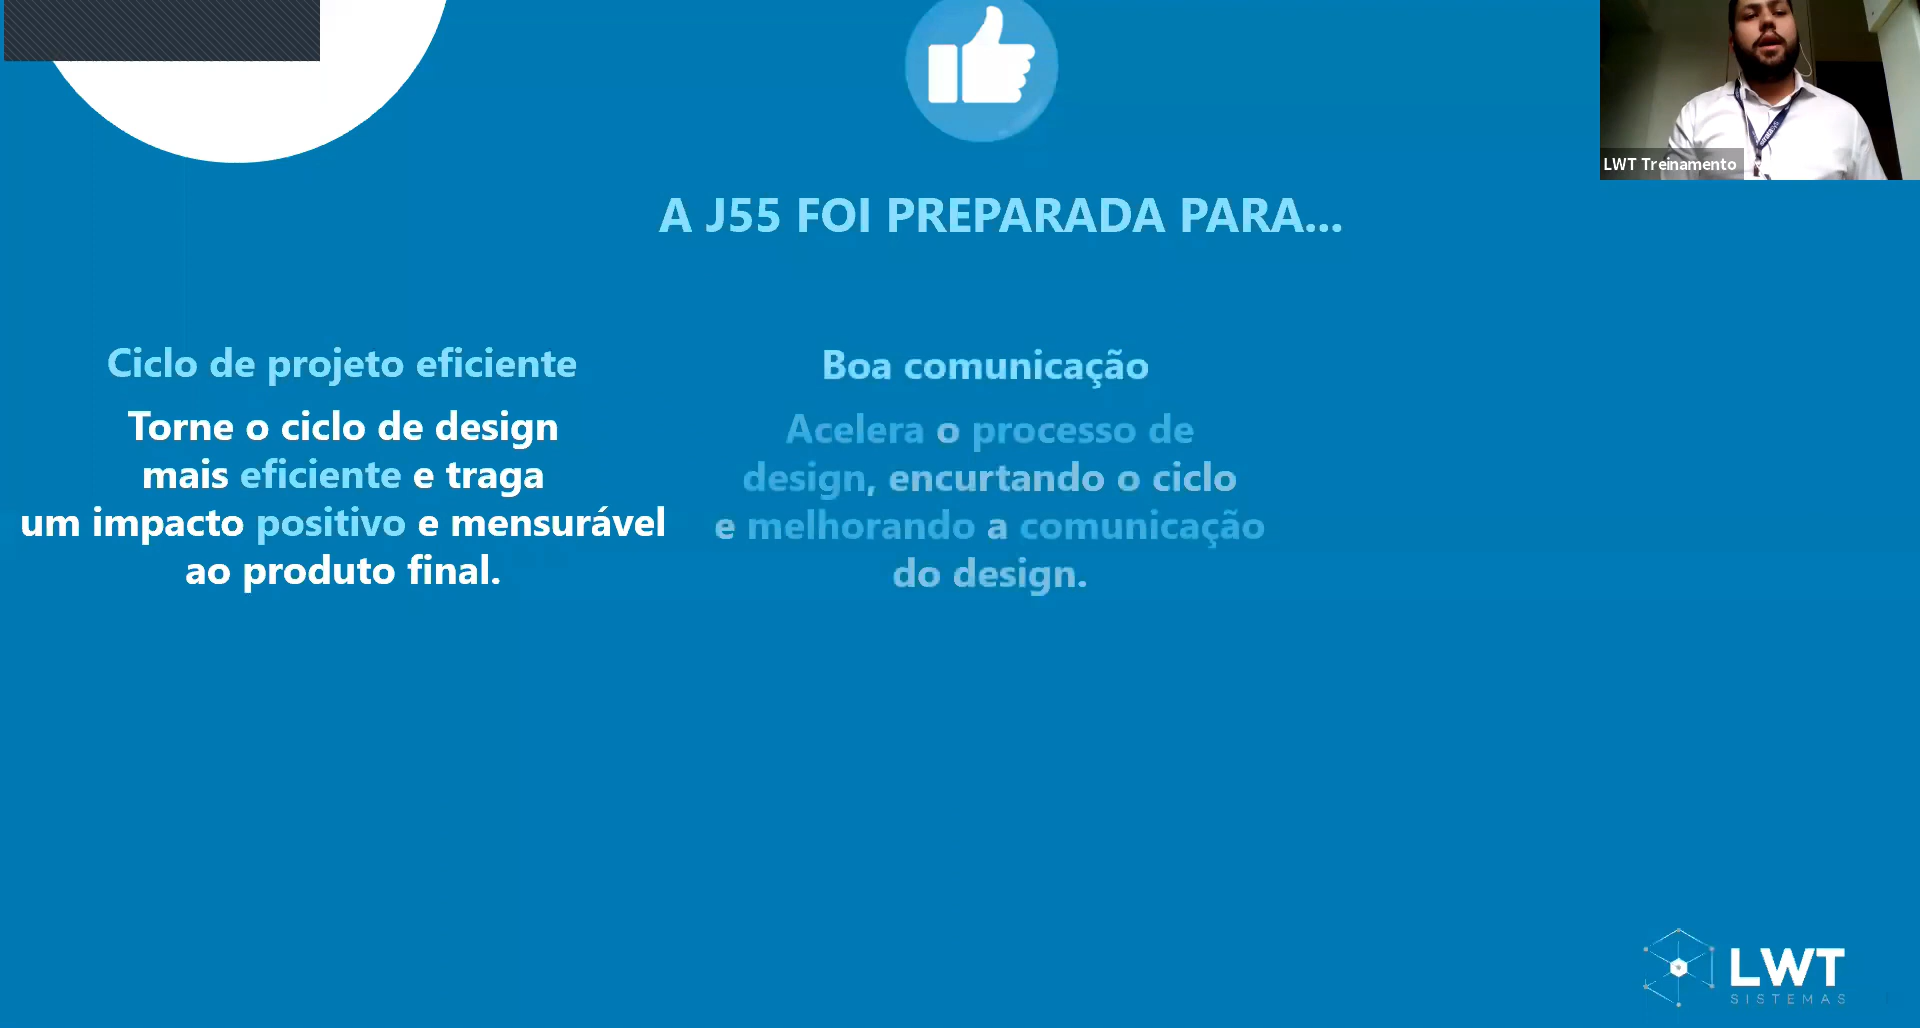 LWT Treinamento
A J55 FOI PREPARADA PARA...
Ciclo de projeto eficiente
Torne o ciclo de design
mais eficiente e traga
um impacto positivo e mensurável
ao produto final.
Boa comunicação
Acelera o processo de
design, encurtando o ciclo
e melhorando a comunicação
do design.
LWT
SISTEMAS